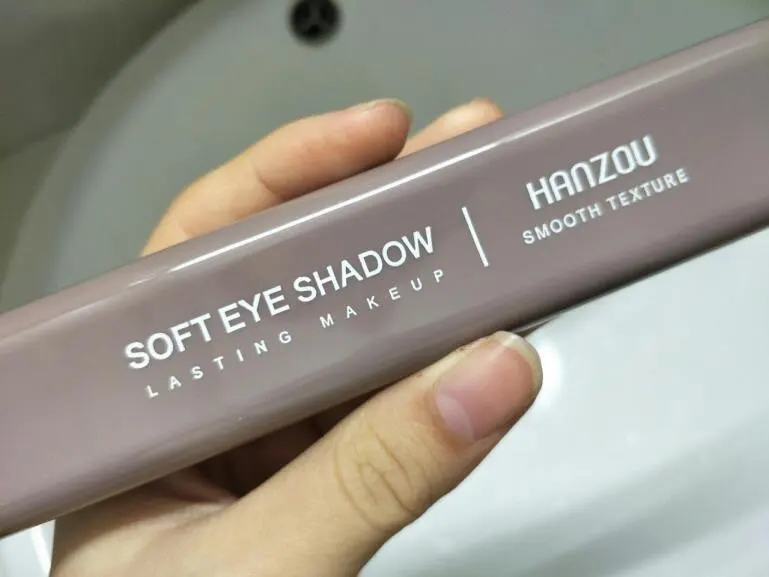 SOFT EYE SHADOW
LASTING MAKEUP
HANZOU
SMOOTH TEXTURE